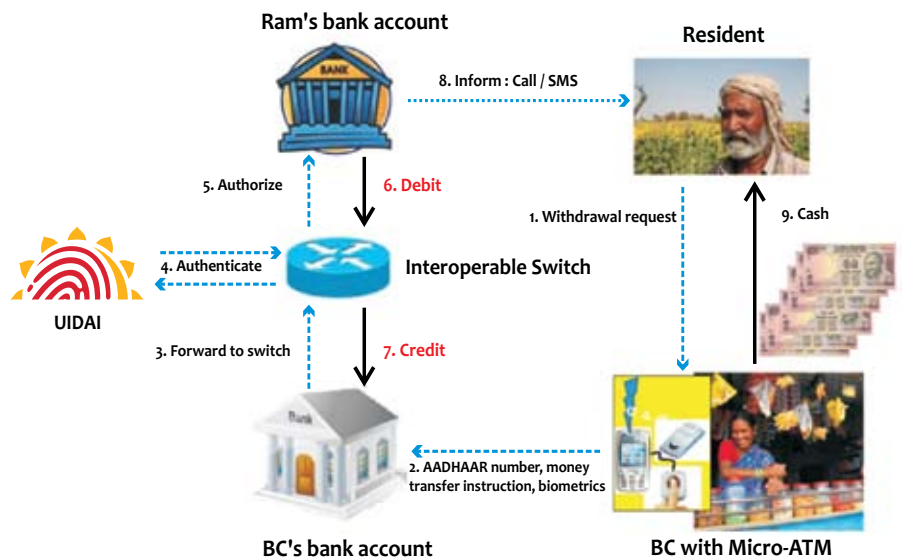 Ram's bank account
Resident
BANK
8. Inform : Call / SMS
5. Authorize
6. Debit
1. Withdrawal request
9. Cash
4. Authenticate
Interoperable Switch
UIDAI
3. Forward to switch
7. Credit
Bank
2. AADHAAR number, money
transfer instruction, biometrics
BC's bank account
BC with Micro-ATM